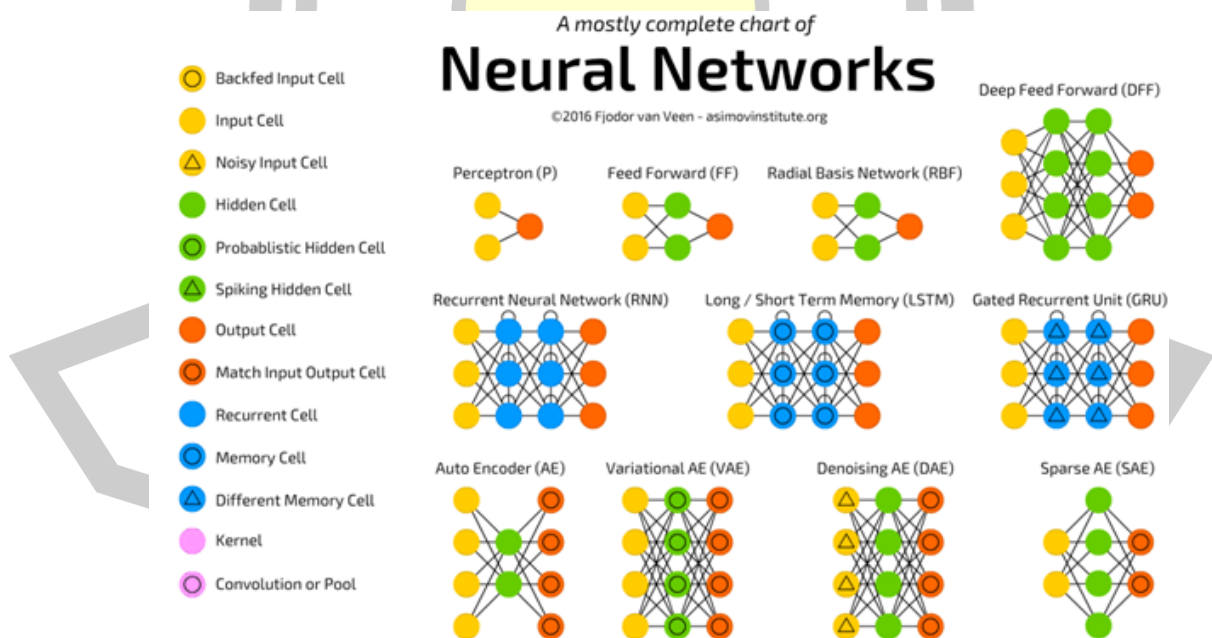 A mostly complete chart of
Neural Networks
©2016 Fjodor van Veen - asimovinstitute.org
Backfed Input Cell
Input Cell
Noisy Input Cell
Hidden Cell
Probablistic Hidden Cell
Spiking Hidden Cell
Output Cell
Match Input Output Cell
Recurrent Cell
Memory Cell
Different Memory Cell
Kernel
Convolution or Pool
Deep Feed Forward (DFF)
Perceptron (P)
Feed Forward (FF)
Radial Basis Network (RBF)
Recurrent Neural Network (RNN)
Long / Short Term Memory (LSTM)
Gated Recurrent Unit (GRU)
Auto Encoder (AE)
Variational AE (VAE)
Denoising AE (DAE)
Sparse AE (SAE)